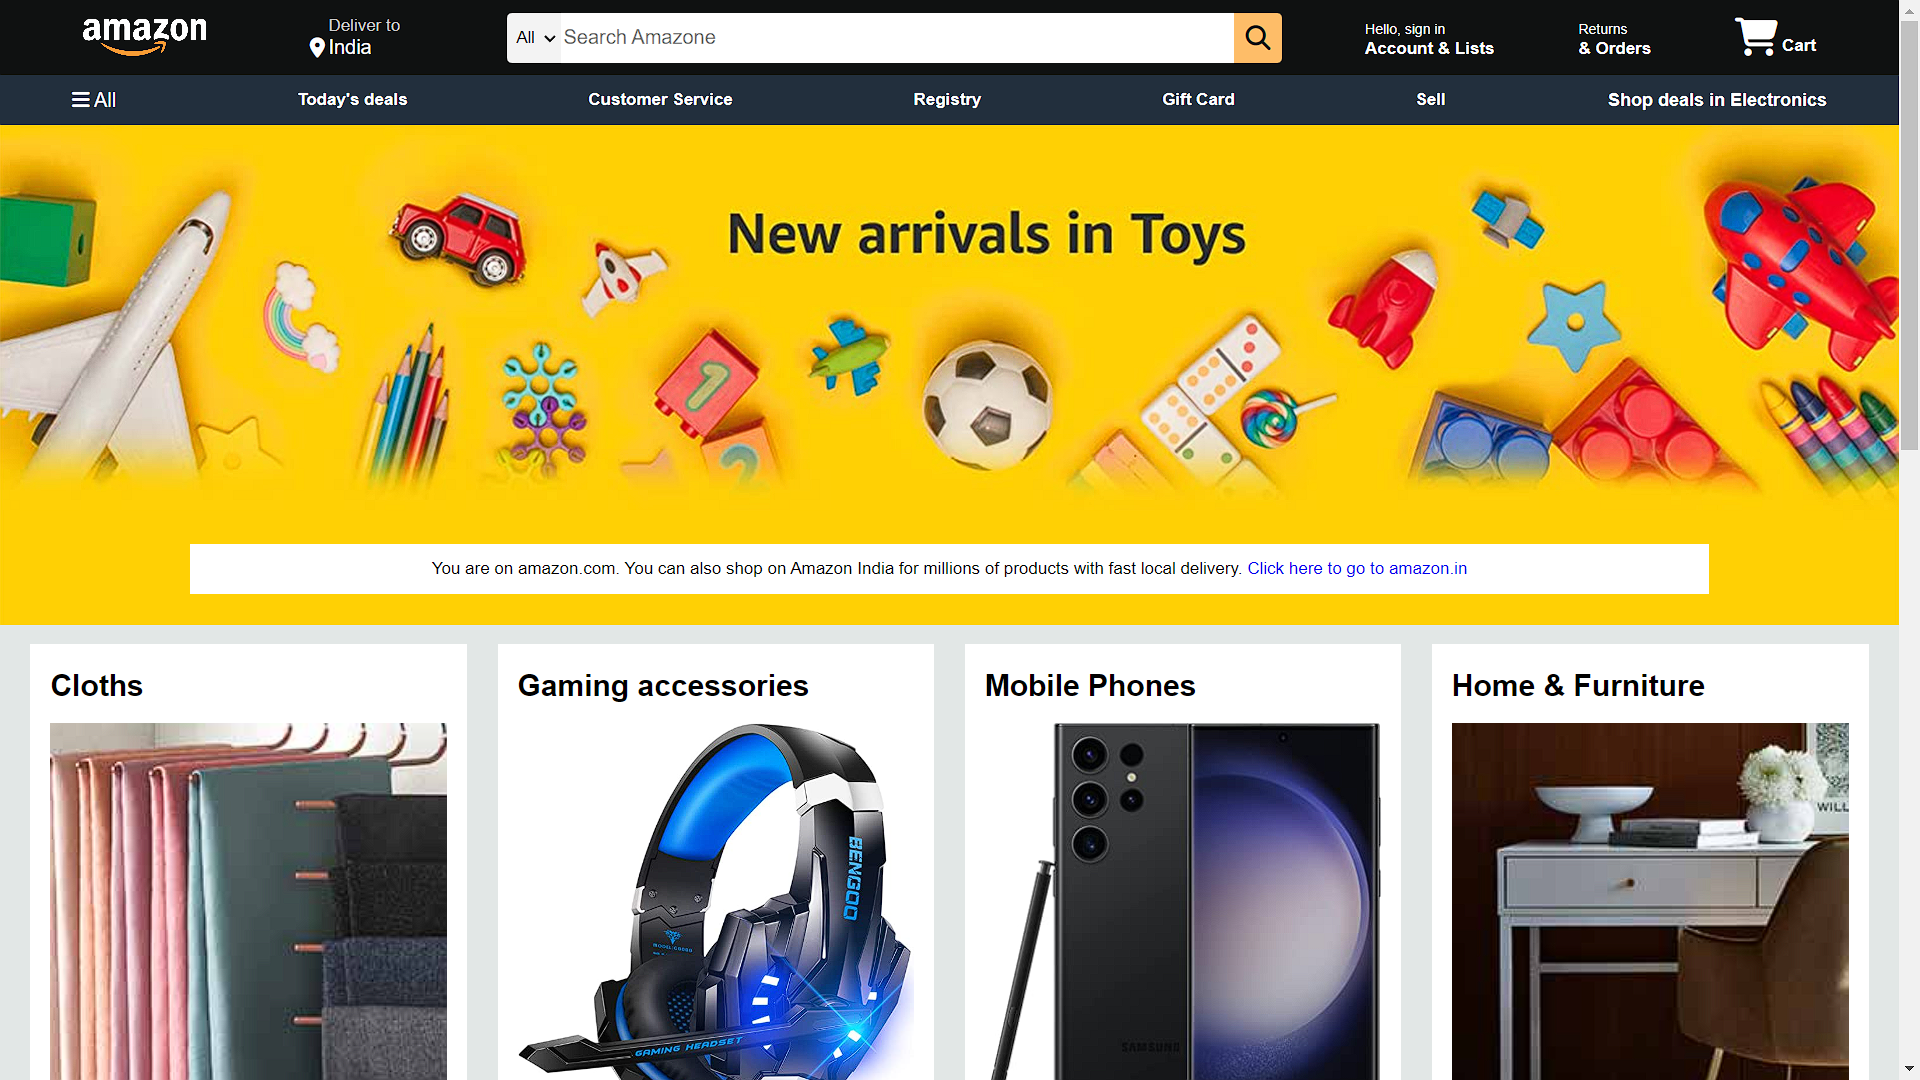 amazon
Deliver to
India
All
Search Amazone
Hello, sign in
Account & Lists
Returns
& Orders
Cart
All
Today's deals
Customer Service
Registry
Gift Card
Sell
Shop deals in Electronics
New arrivals in Toys
1
2
You are on amazon.com. You can also shop on Amazon India for millions of products with fast local delivery. Click here to go to amazon.in
Cloths
Gaming accessories
Mobile Phones
Home & Furniture
BENGOO
GAMING HEADSET
SAMSUNG
WILL